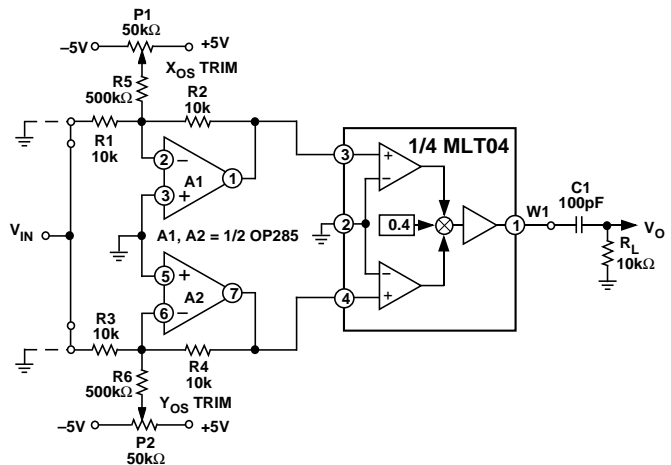 P1
50kΩ
–5V
+5V
XOS TRIM
R5
500kΩ
R2
10k
R1
10k
2
–
A1
1
3
+
1/4 MLT04
3
+
–
2
0.4
1
W1
C1
100pF
VO
RL
10kΩ
VIN
A1, A2 = 1/2 OP285
5
+
A2
7
6
–
–
+
4
R3
10k
R4
10k
R6
500kΩ
YOS TRIM
–5V
+5V
P2
50kΩ